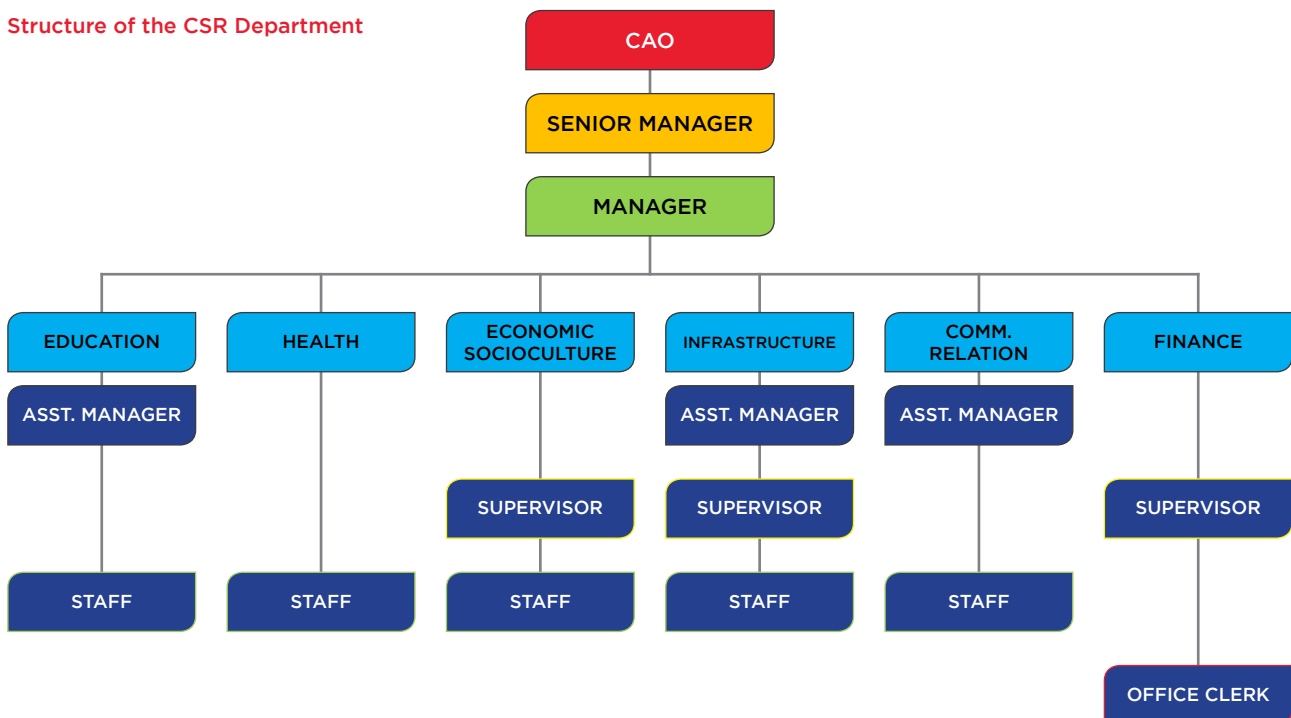 Structure of the CSR Department
CAO
SENIOR MANAGER
MANAGER
EDUCATION
HEALTH
ECONOMIC
SOCIOCULTURE
INFRASTRUCTURE
COMM.
RELATION
FINANCE
ASST. MANAGER
ASST. MANAGER
ASST. MANAGER
SUPERVISOR
SUPERVISOR
SUPERVISOR
STAFF
STAFF
STAFF
STAFF
STAFF
OFFICE CLERK